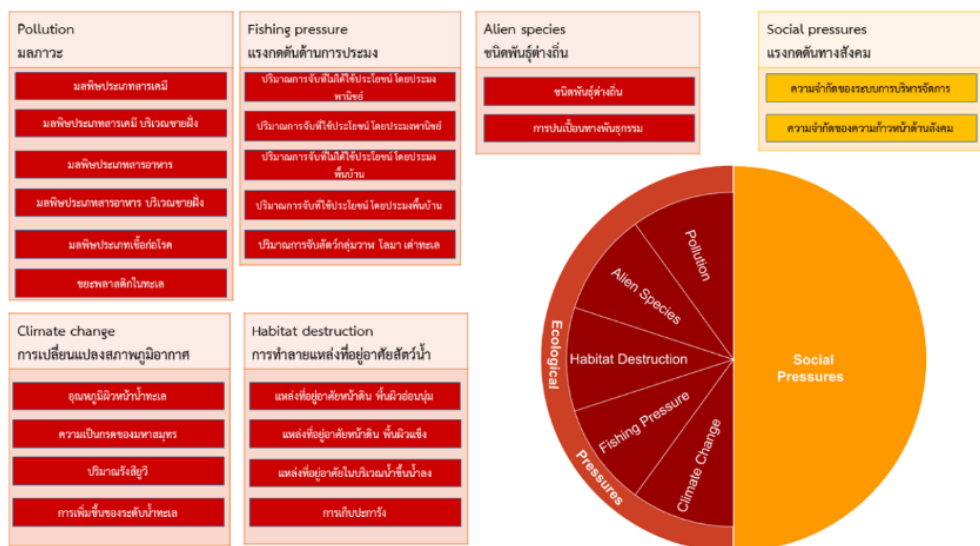 Pollution
มลภาวะ
มลพิษประเภทสารเคมี
มลพิษประเภทสารเคมี บริเวณชายฝั่ง
มลพิษประเภทสารอาหาร
มลพิษประเภทสารอาหาร บริเวณชายฝั่ง
มลพิษประเภทเชื้อก่อโรค
ขยะพลาสติกในทะเล
Fishing pressure
แรงกดดันด้านการประมง
ปริมาณการจับที่ไม่ได้ใช้ประโยชน์ โดยประมง
พานิชย์
ปริมาณการจับที่ใช้ประโยชน์ โดยประมงพานิชย์
ปริมาณการจับที่ไม่ได้ใช้ประโยชน์ โดยประมง
พื้นบ้าน
ปริมาณการจับที่ใช้ประโยชน์ โดยประมงพื้นบ้าน
ปริมาณการจับสัตว์กลุ่มวาฬ โลมา เต่าทะเล
Alien species
ชนิดพันธุ์ต่างถิ่น
ชนิดพันธุ์ต่างถิ่น
การปนเปื้อนทางพันธุกรรม
Social pressures
แรงกดดันทางสังคม
ความจำกัดของระบบการบริหารจัดการ
ความจำกัดของความก้าวหน้าด้านสังคม
Climate change
การเปลี่ยนแปลงสภาพภูมิอากาศ
อุณหภูมิผิวหน้าน้ำทะเล
ความเป็นกรดของมหาสมุทร
ปริมาณรังสียูวี
การเพิ่มขึ้นของระดับน้ำทะเล
Habitat destruction
การทำลายแหล่งที่อยู่อาศัยสัตว์น้ำ
แหล่งที่อยู่อาศัยหน้าดิน พื้นผิวอ่อนนุ่ม
แหล่งที่อยู่อาศัยหน้าดิน พื้นผิวแข็ง
แหล่งที่อยู่อาศัยในบริเวณน้ำขึ้นน้ำลง
การเก็บปะการัง
Ecological
Pressures
Pollution
Alien Species
Habitat Destruction
Fishing Pressure
Climate Change
Social
Pressures